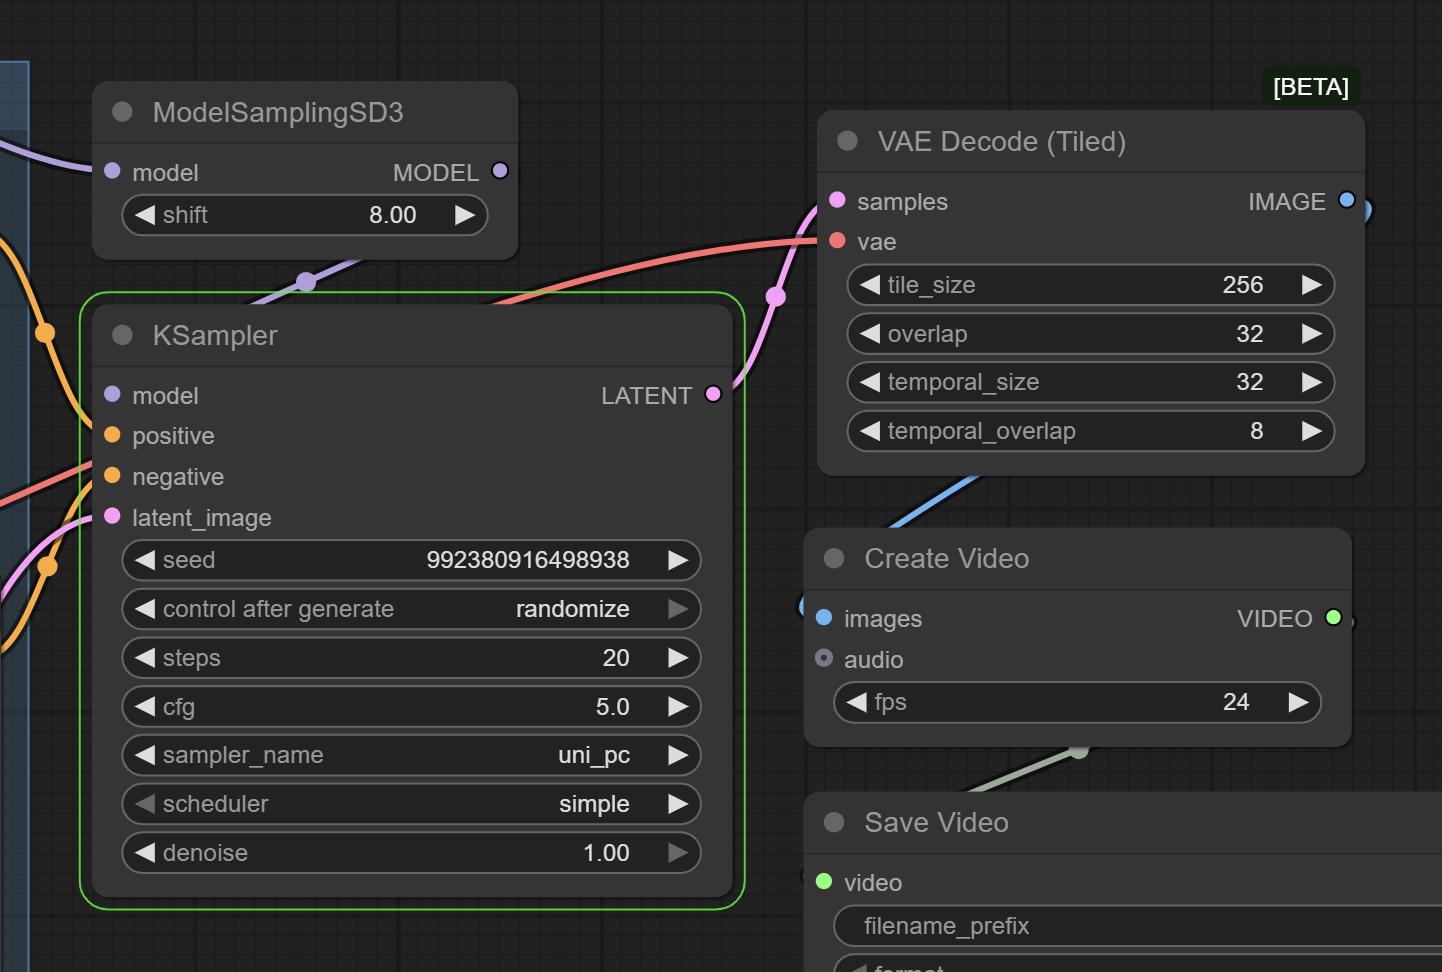 ModelSamplingSD3
model MODEL
shift 8.00
KSampler
model LATENT
positive
negative
latent_image
seed 992380916498938
control after generate randomize
steps 20
cfg 5.0
sampler_name uni_pc
scheduler simple
denoise 1.00
[BETA]
VAE Decode (Tiled)
samples IMAGE
vae
tile_size 256
overlap 32
temporal_size 32
temporal_overlap 8
Create Video
images VIDEO
audio
fps 24
Save Video
video
filename_prefix